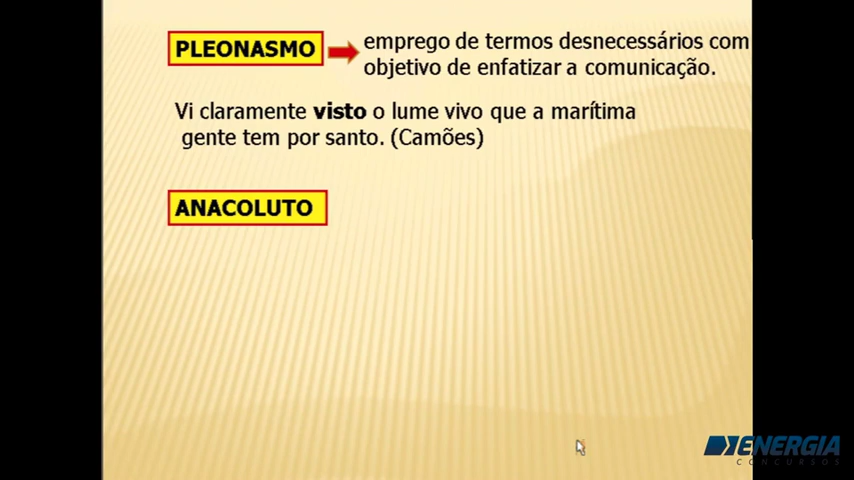 PLEONASMO
emprego de termos desnecessários com
objetivo de enfatizar a comunicação.
Vi claramente visto o lume vivo que a marítima
gente tem por santo. (Camões)
ANACOLUTO
ENERGIA
CONCURSOS